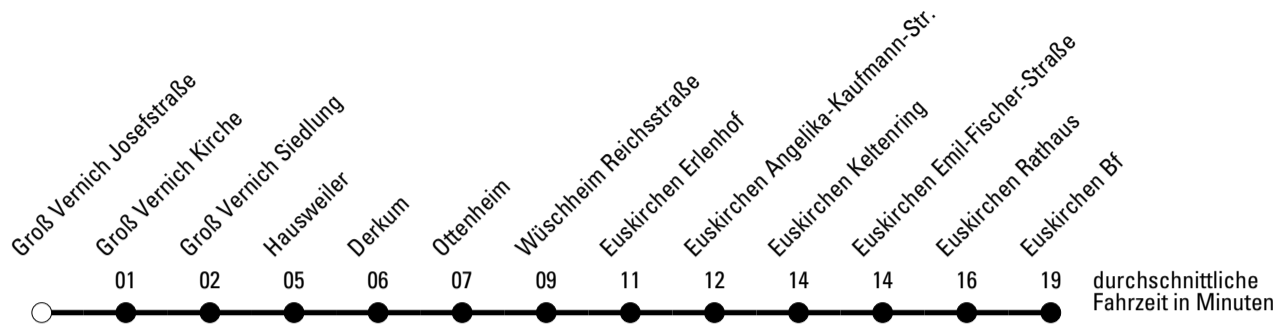 Groß Vernich Josefstraße
Groß Vernich Kirche
Groß Vernich Siedlung
Hausweiler
Derkum
Ottenheim
Wüschheim Reichsstraße
Euskirchen Erlenhof
Euskirchen Angelika-Kaufmann-Str.
Euskirchen Keltenring
Euskirchen Emil-Fischer-Straße
Euskirchen Rathaus
Euskirchen Bf
01 02 05 06 07 09 11 12 14 14 16 19
durchschnittliche
Fahrzeit in Minuten